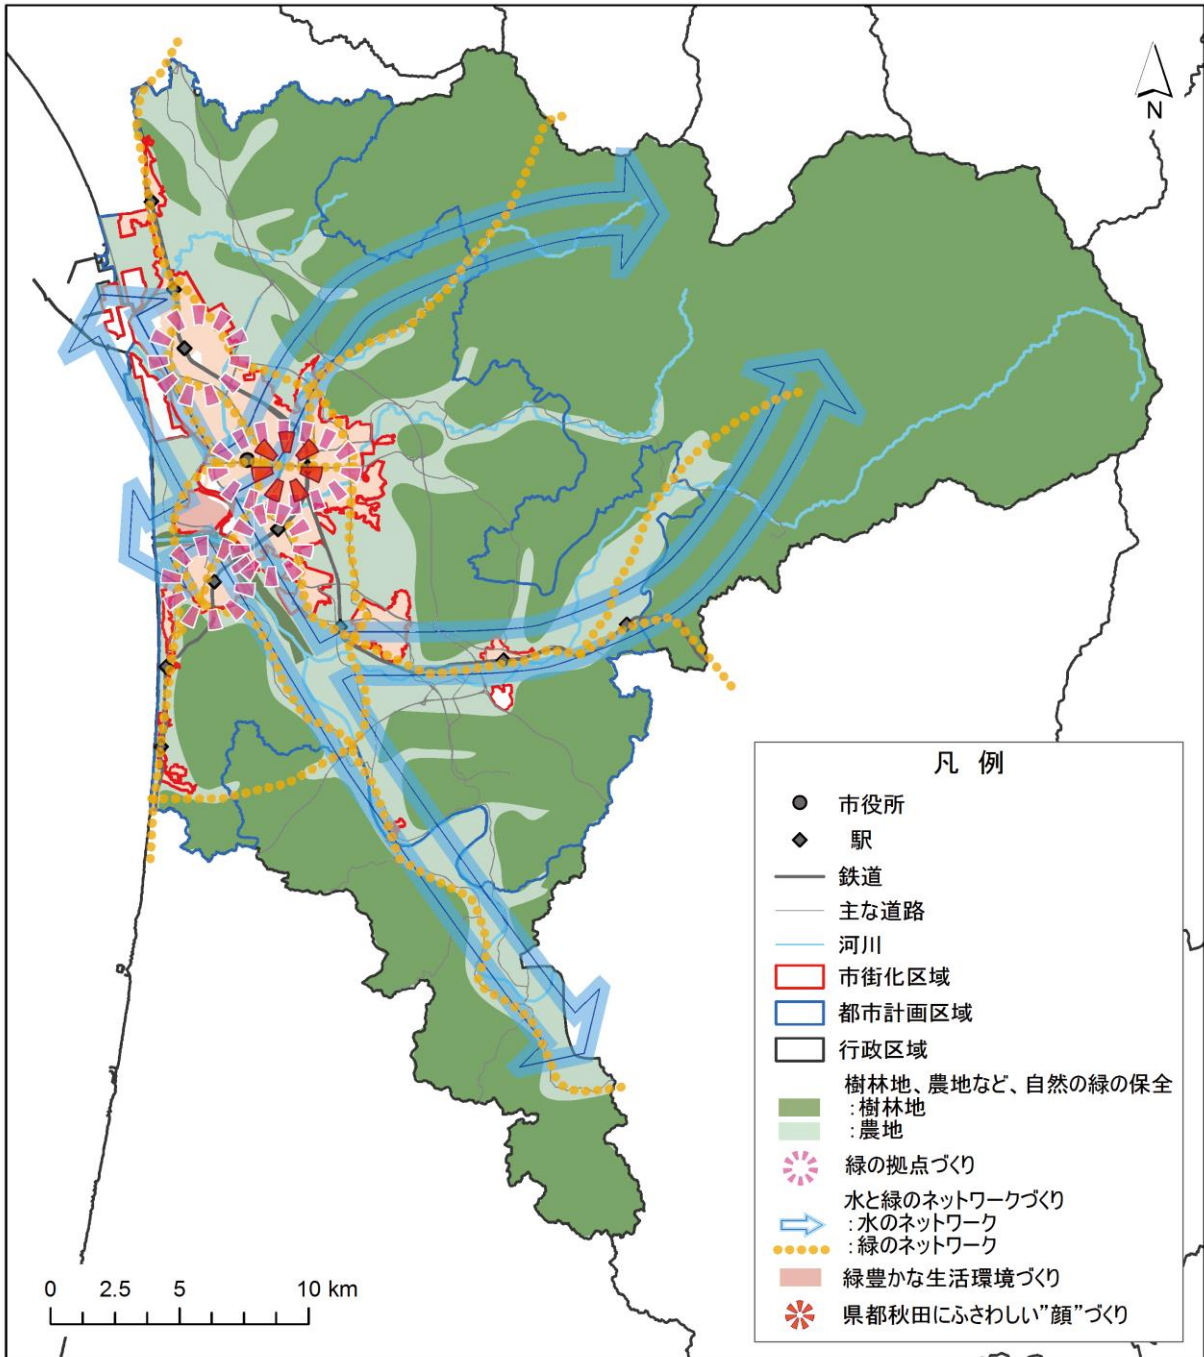 N
凡 例
市役所
駅
鉄道
主な道路
河川
市街化区域
都市計画区域
行政区域
樹林地、農地など、自然の緑の保全
:樹林地
:農地
緑の拠点づくり
水と緑のネットワークづくり
:水のネットワーク
:緑のネットワーク
緑豊かな生活環境づくり
県都秋田にふさわしい”顔”づくり
0 2.5 5 10 km